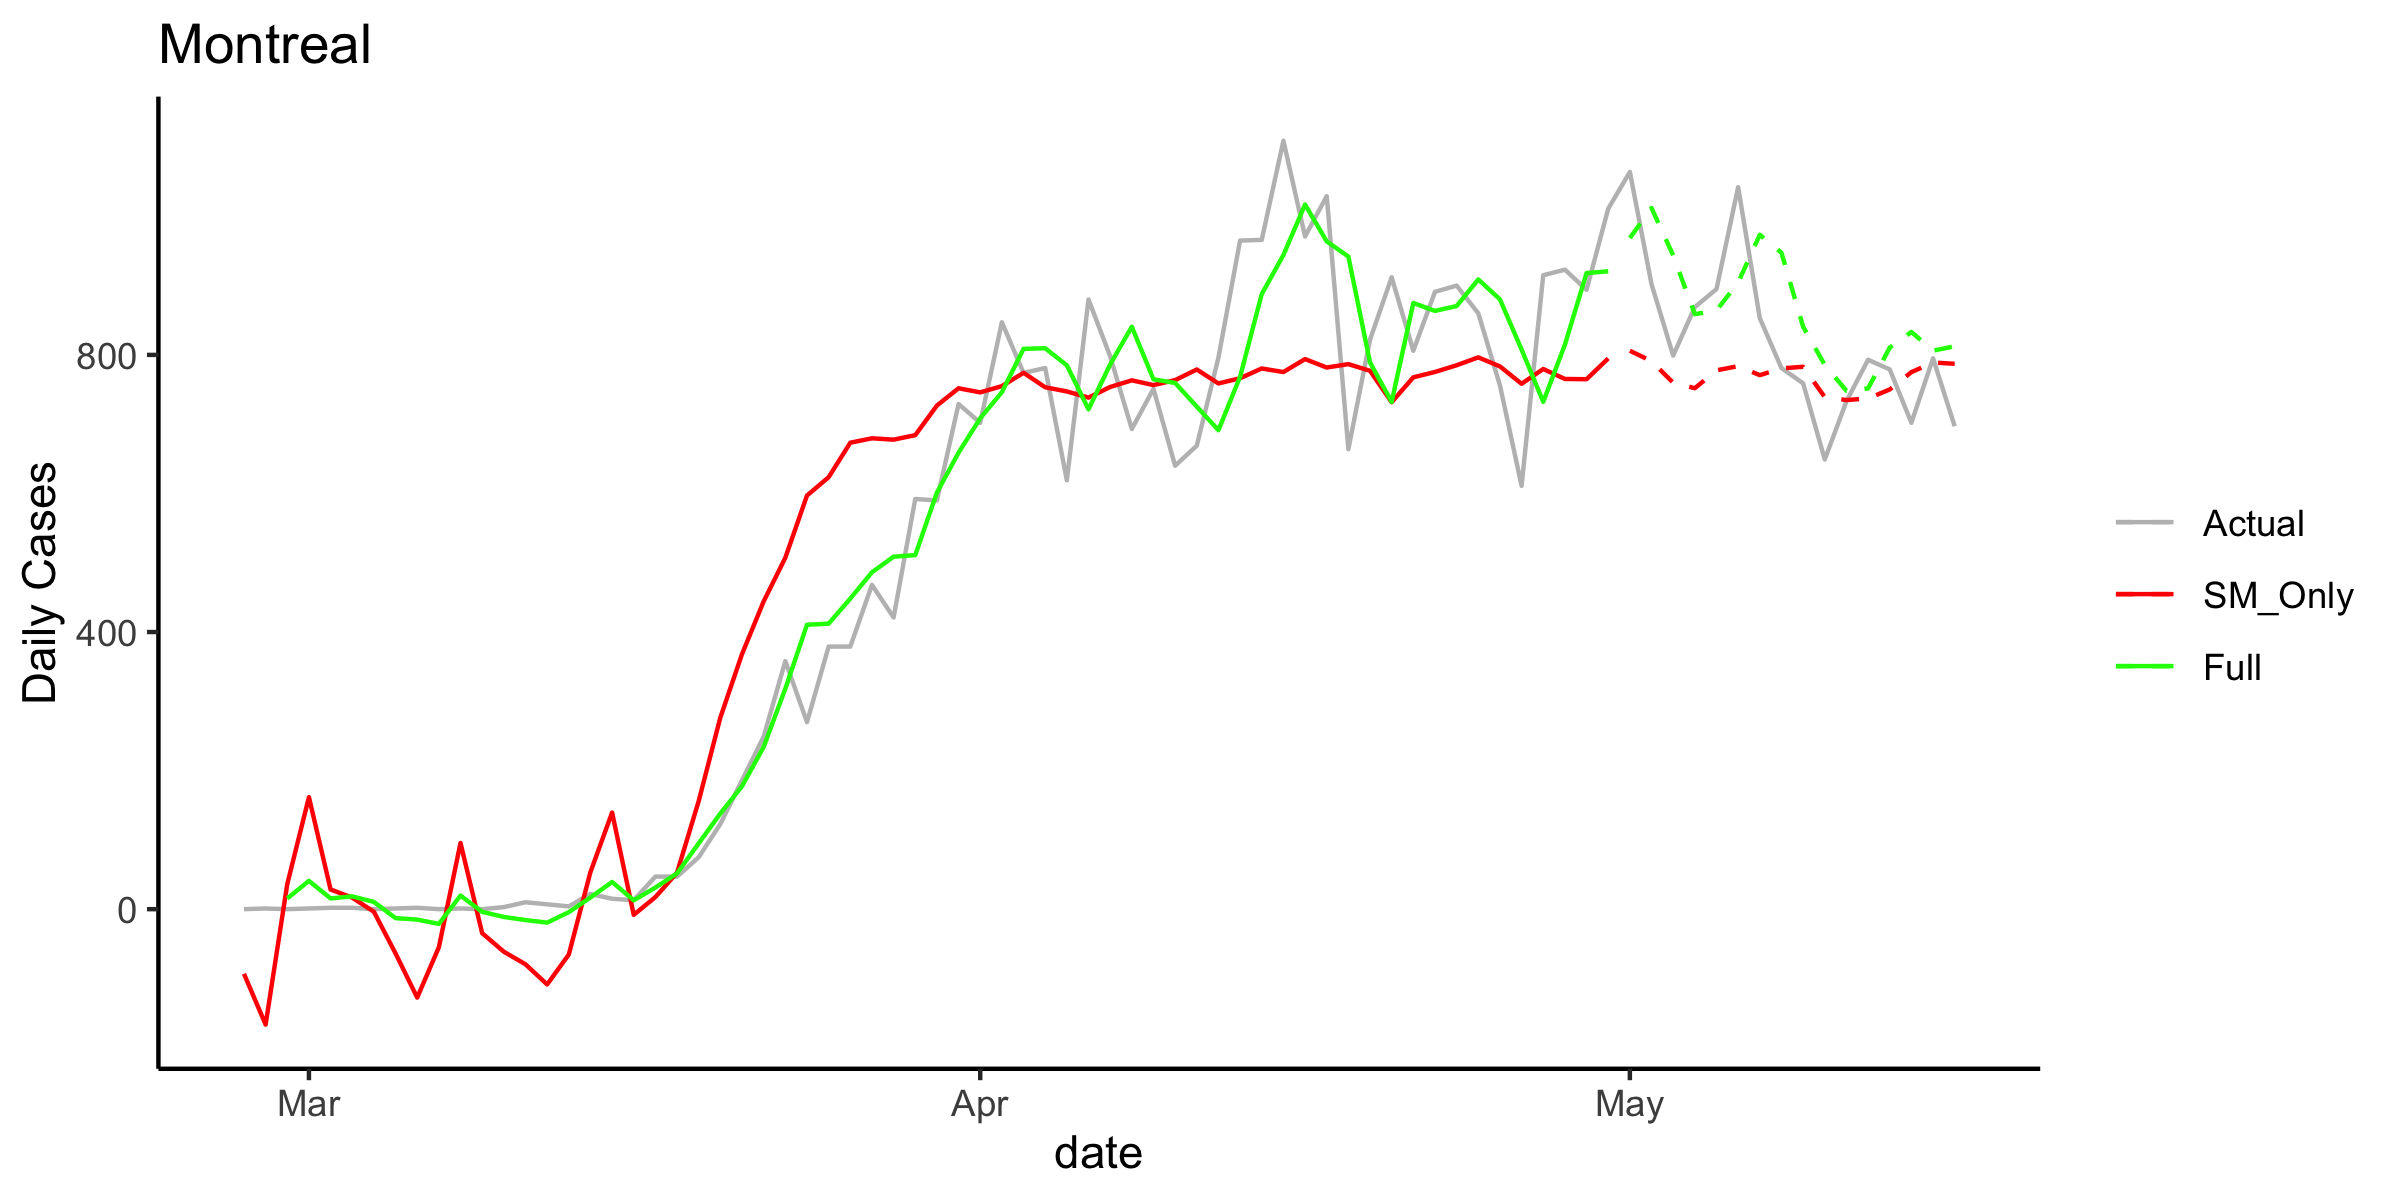 Montreal
Daily Cases
800
400
0
Mar
Apr
May
date
Actual
SM_Only
Full